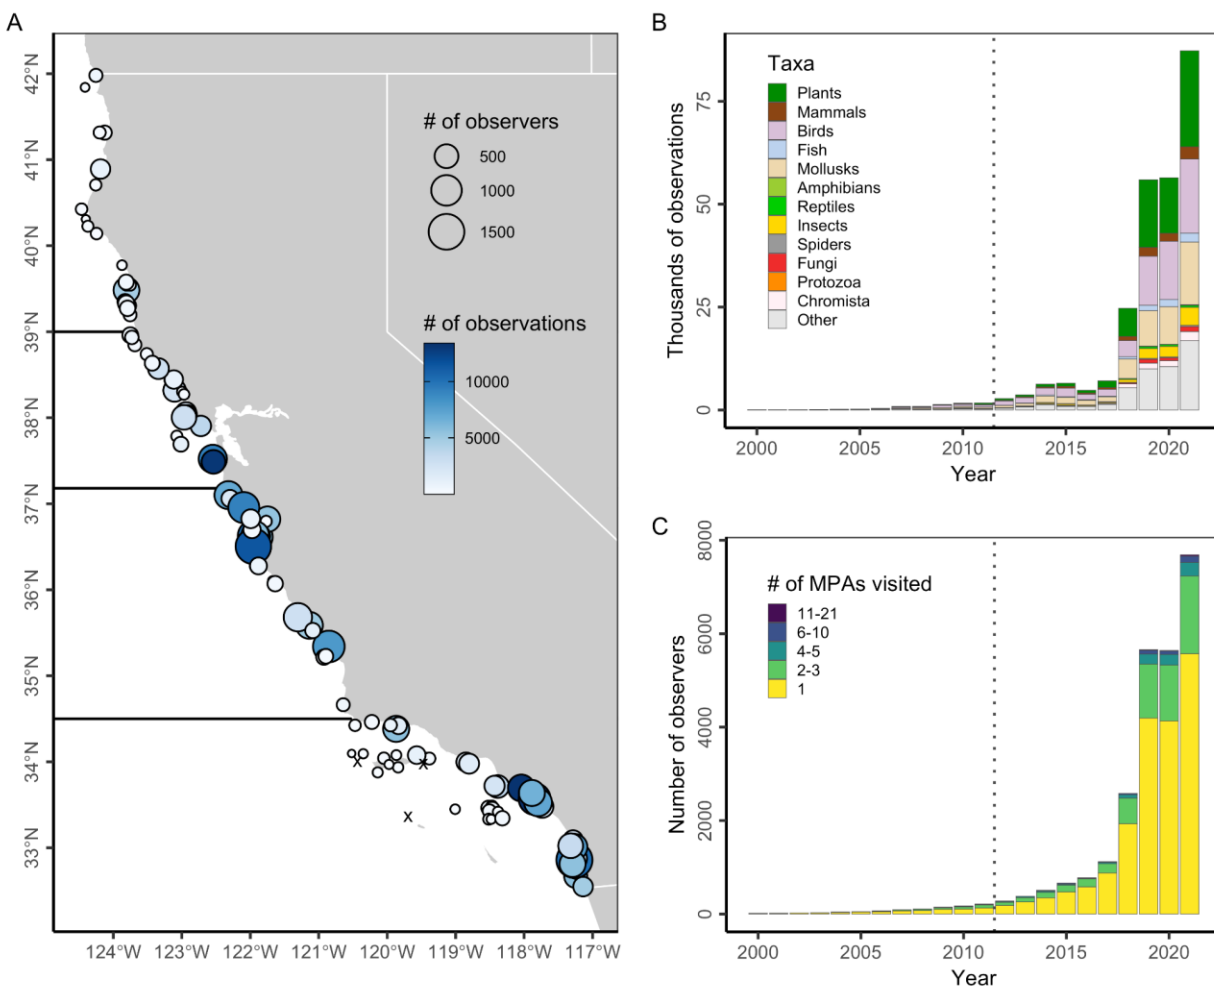 A
42°N
41°N
40°N
39°N
38°N
37°N
36°N
35°N
34°N
33°N
124°W
123°W
122°W
121°W
120°W
119°W
118°W
117°W
# of observers
500
1000
1500
# of observations
10000
5000
x
x
x
B
Thousands of observations
75
50
25
0
Taxa
Plants
Mammals
Birds
Fish
Mollusks
Amphibians
Reptiles
Insects
Spiders
Fungi
Protozoa
Chromista
Other
2000
2005
2010
2015
2020
Year
C
Number of observers
8000
6000
4000
2000
0
# of MPAs visited
11-21
6-10
4-5
2-3
1
2000
2005
2010
2015
2020
Year